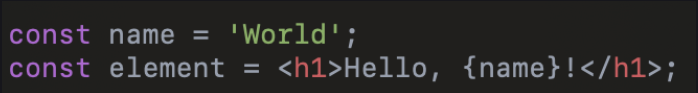 const name = 'World';
const element = <h1>Hello, {name}!</h1>;